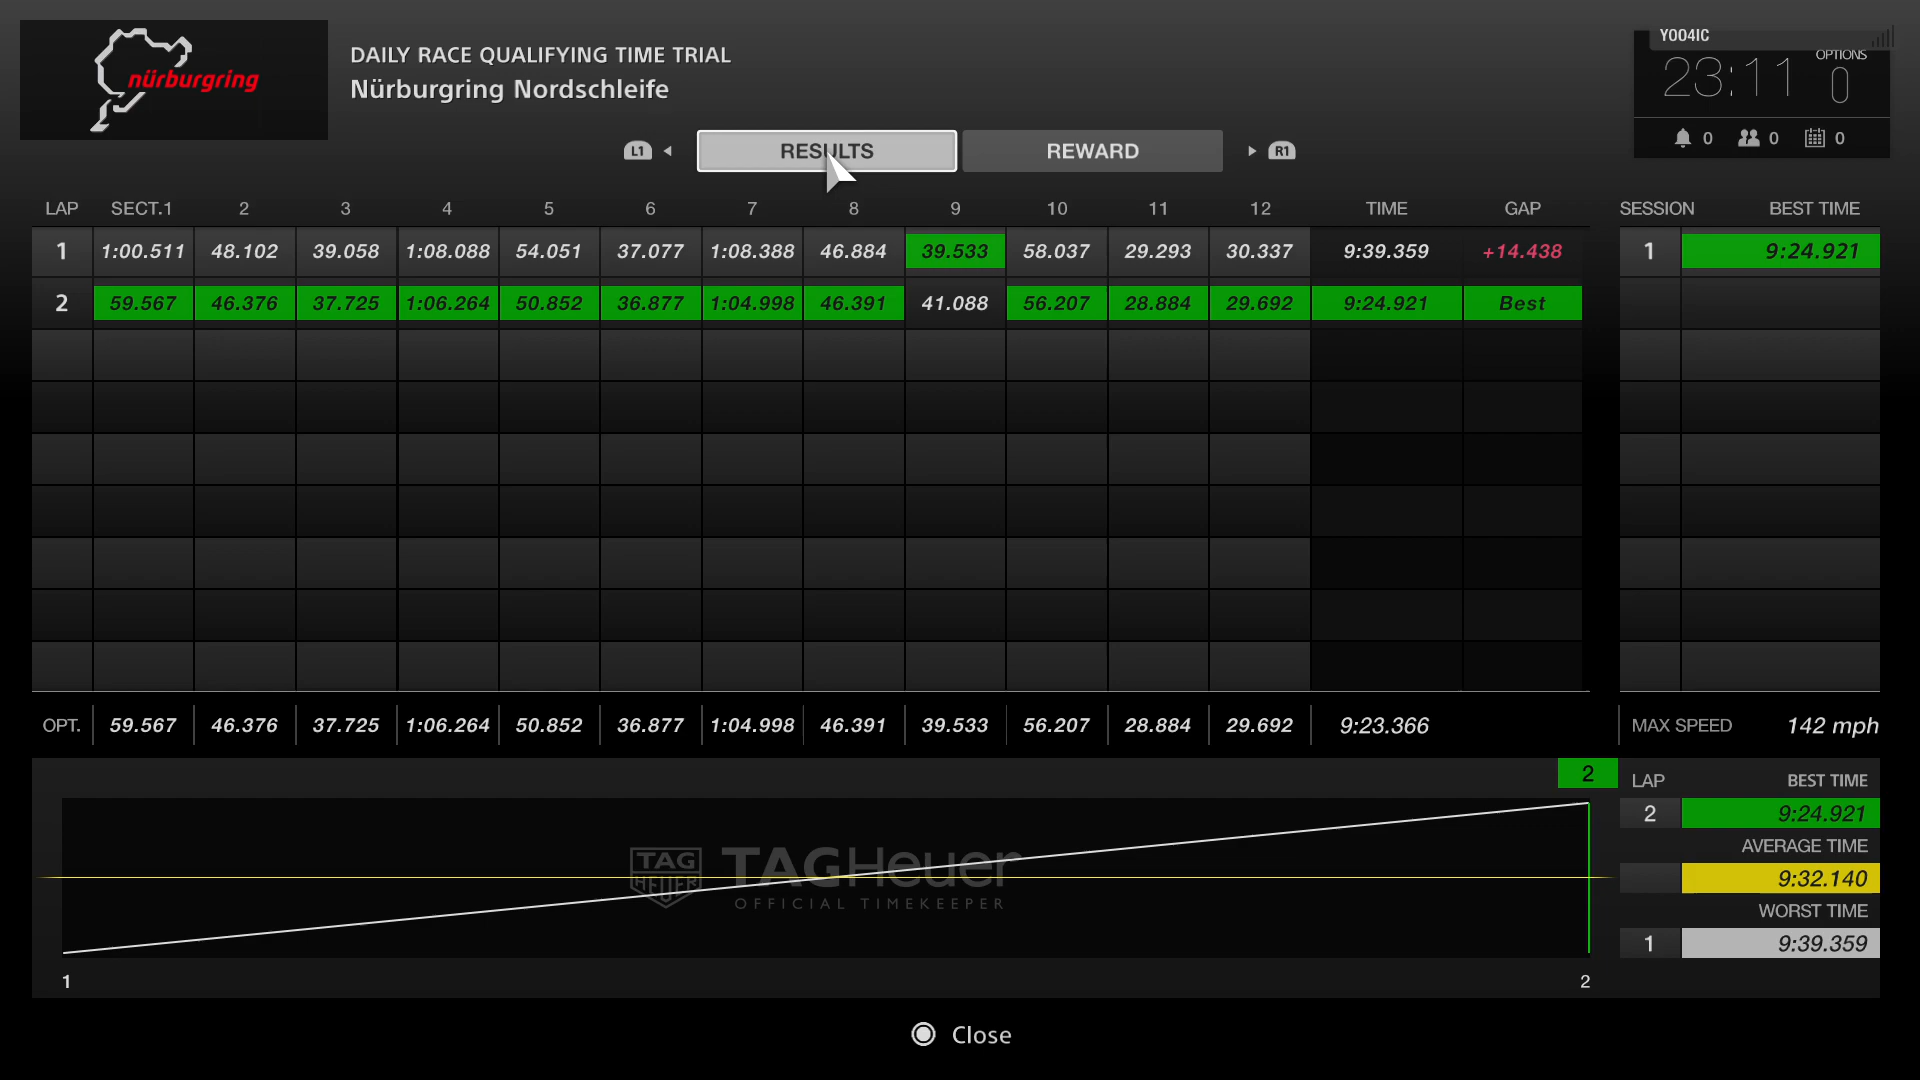 nürburgring
DAILY RACE QUALIFYING TIME TRIAL
Nürburgring Nordschleife
YOO4IC
23:11
OPTIONS
0
0 0 0
L1 RESULTS REWARD R1
LAP SECT.1 2 3 4 5 6 7 8 9 10 11 12 TIME GAP
1 1:00.511 48.102 39.058 1:08.088 54.051 37.077 1:08.388 46.884 39.533 58.037 29.293 30.337 9:39.359 +14.438
2 59.567 46.376 37.725 1:06.264 50.852 36.877 1:04.998 46.391 41.088 56.207 28.884 29.692 9:24.921 Best
OPT. 59.567 46.376 37.725 1:06.264 50.852 36.877 1:04.998 46.391 39.533 56.207 28.884 29.692 9:23.366
SESSION BEST TIME
1 9:24.921
MAX SPEED 142 mph
2
TAG
HEUER
TAGHeuer
OFFICIAL TIMEKEEPER
1 2
LAP BEST TIME
2 9:24.921
AVERAGE TIME
9:32.140
WORST TIME
1 9:39.359
Close